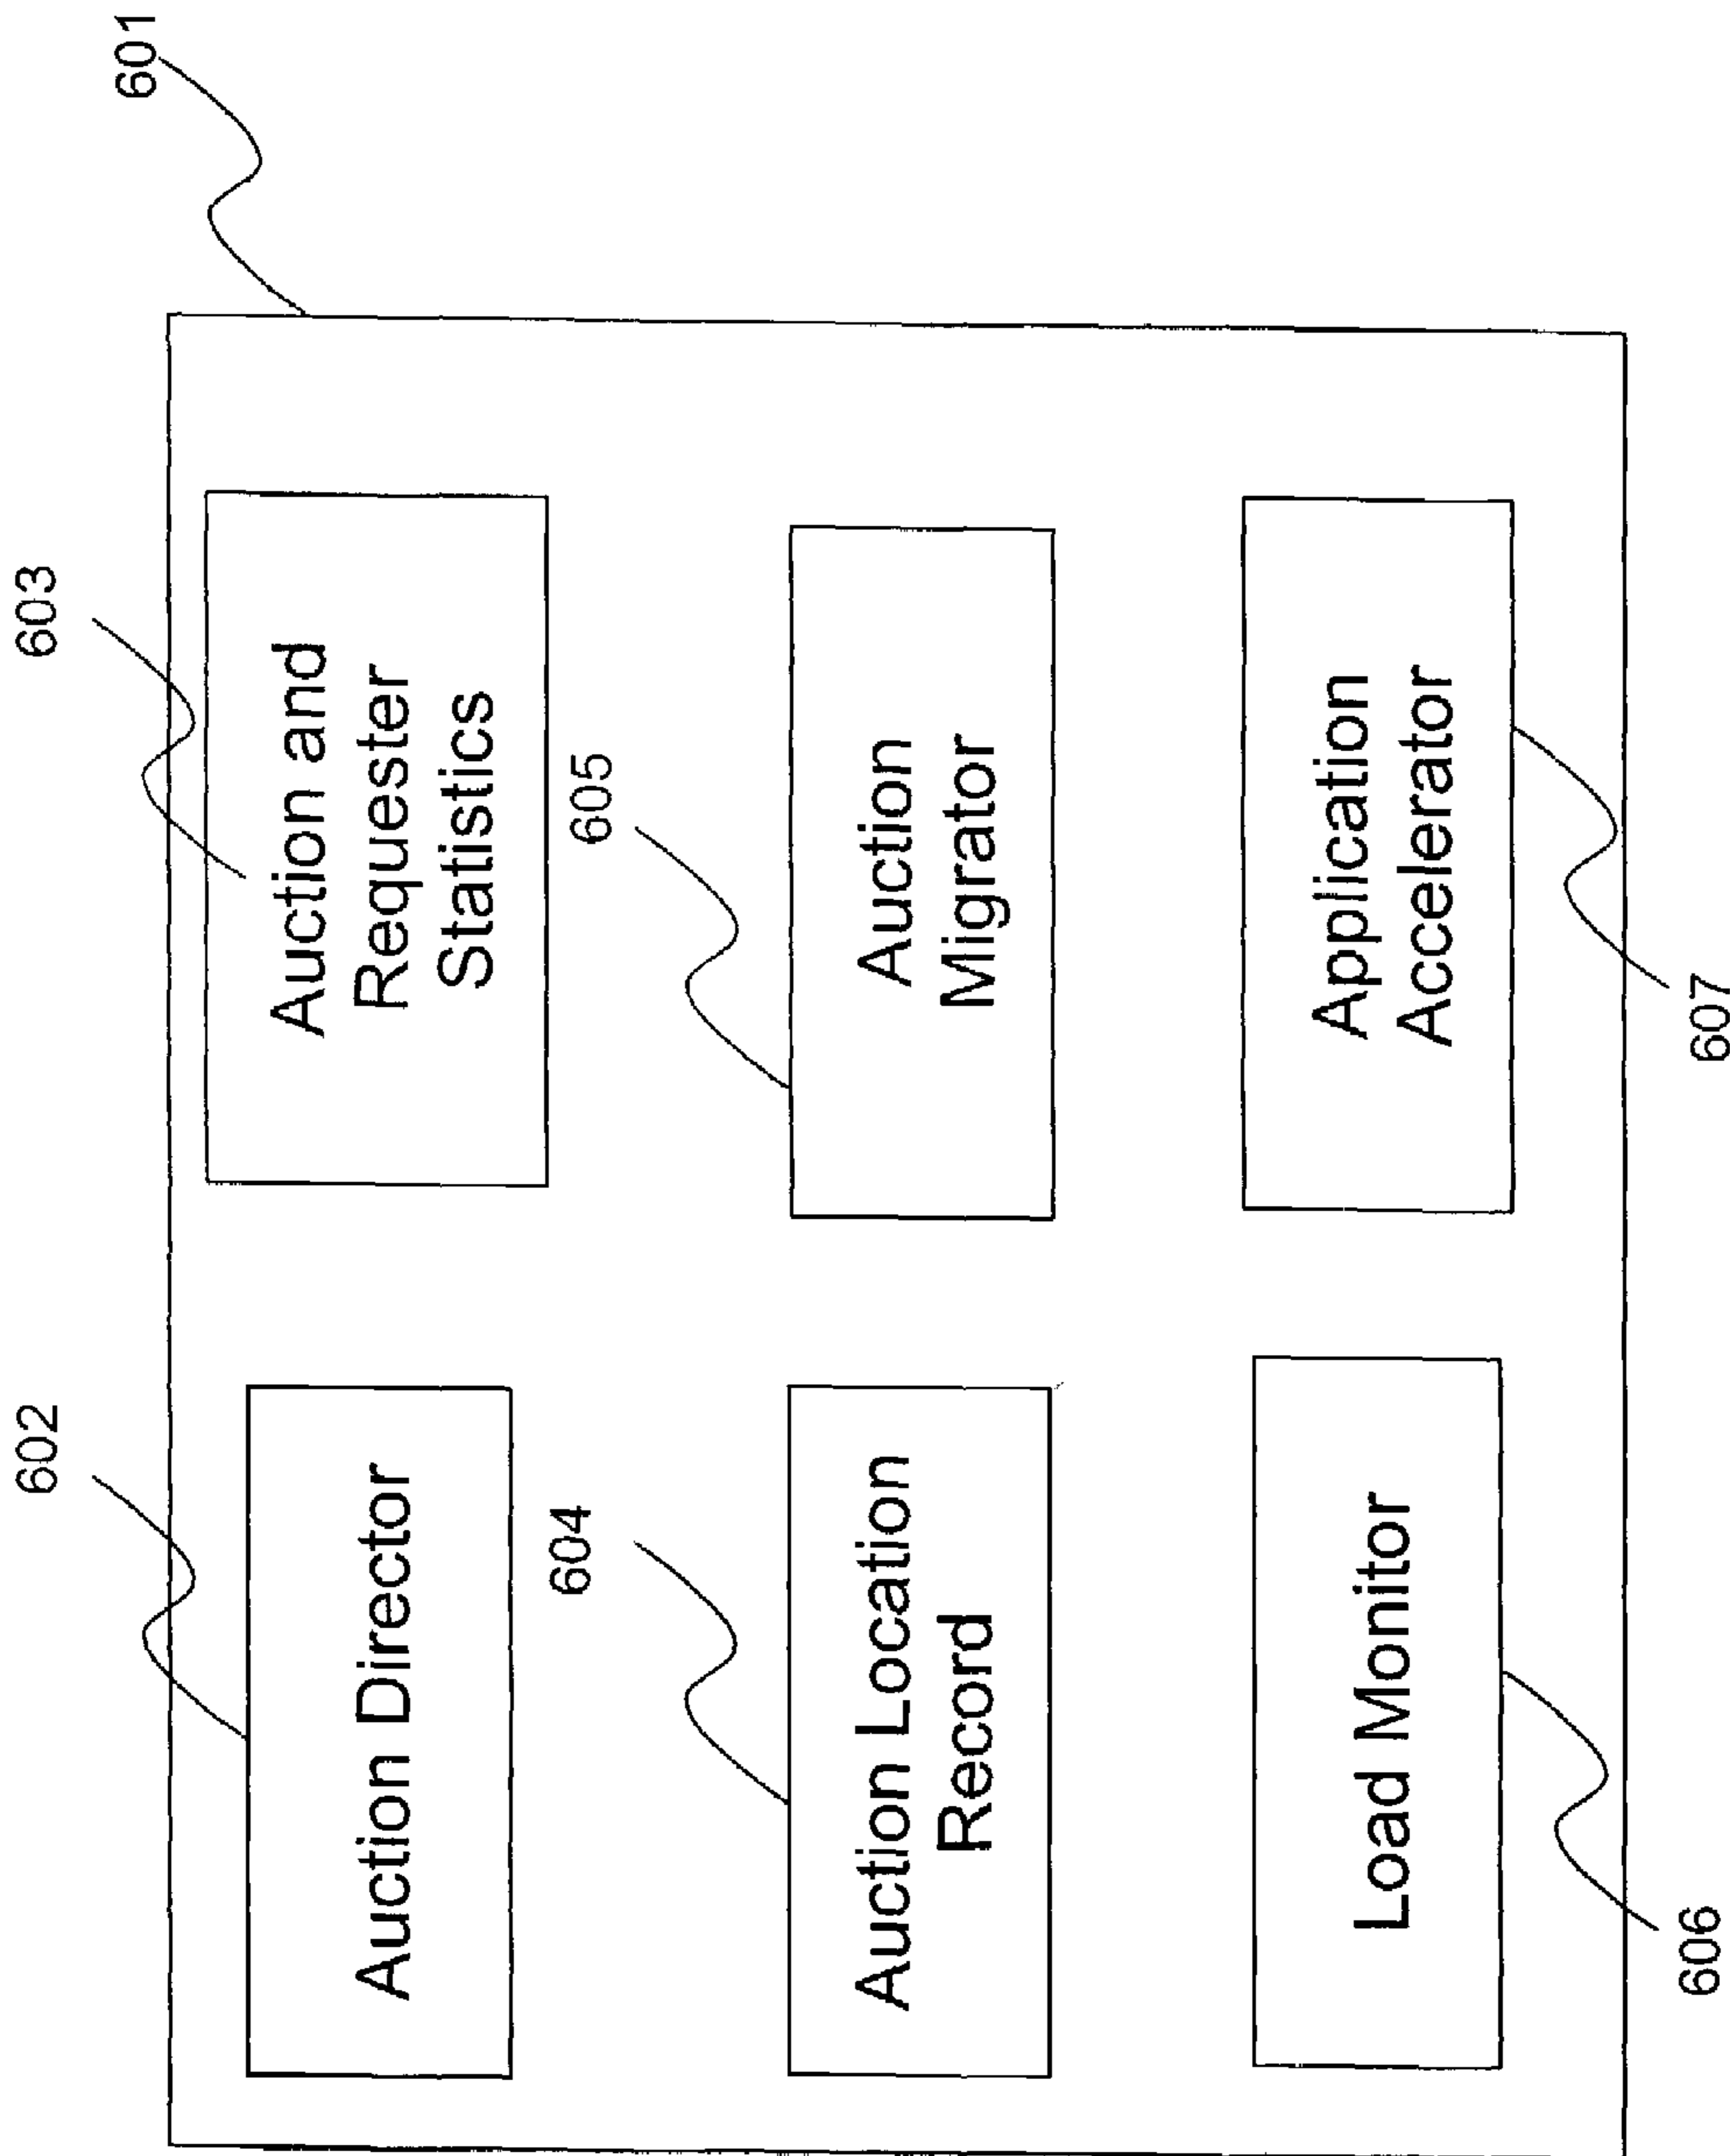 601
602
603
Auction Director
Auction and
Requester
Statistics
604
605
Auction Location
Record
Auction
Migrator
Load Monitor
Application
Accelerator
606
607